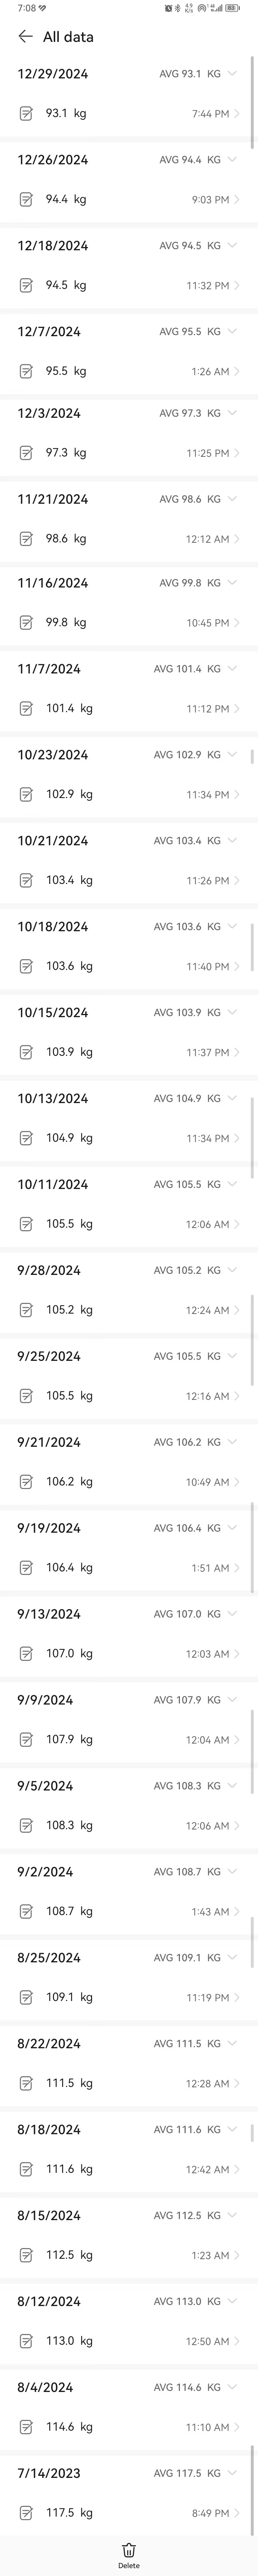 7:08
← All data
12/29/2024 AVG 93.1 KG
93.1 kg 7:44 PM
12/26/2024 AVG 94.4 KG
94.4 kg 9:03 PM
12/18/2024 AVG 94.5 KG
94.5 kg 11:32 PM
12/7/2024 AVG 95.5 KG
95.5 kg 1:26 AM
12/3/2024 AVG 97.3 KG
97.3 kg 11:25 PM
11/21/2024 AVG 98.6 KG
98.6 kg 12:12 AM
11/16/2024 AVG 99.8 KG
99.8 kg 10:45 PM
11/7/2024 AVG 101.4 KG
101.4 kg 11:12 PM
10/23/2024 AVG 102.9 KG
102.9 kg 11:34 PM
10/21/2024 AVG 103.4 KG
103.4 kg 11:26 PM
10/18/2024 AVG 103.6 KG
103.6 kg 11:40 PM
10/15/2024 AVG 103.9 KG
103.9 kg 11:37 PM
10/13/2024 AVG 104.9 KG
104.9 kg 11:34 PM
10/11/2024 AVG 105.5 KG
105.5 kg 12:06 AM
9/28/2024 AVG 105.2 KG
105.2 kg 12:24 AM
9/25/2024 AVG 105.5 KG
105.5 kg 12:16 AM
9/21/2024 AVG 106.2 KG
106.2 kg 10:49 AM
9/19/2024 AVG 106.4 KG
106.4 kg 1:51 AM
9/13/2024 AVG 107.0 KG
107.0 kg 12:03 AM
9/9/2024 AVG 107.9 KG
107.9 kg 12:04 AM
9/5/2024 AVG 108.3 KG
108.3 kg 12:06 AM
9/2/2024 AVG 108.7 KG
108.7 kg 1:43 AM
8/25/2024 AVG 109.1 KG
109.1 kg 11:19 PM
8/22/2024 AVG 111.5 KG
111.5 kg 12:28 AM
8/18/2024 AVG 111.6 KG
111.6 kg 12:42 AM
8/15/2024 AVG 112.5 KG
112.5 kg 1:23 AM
8/12/2024 AVG 113.0 KG
113.0 kg 12:50 AM
8/4/2024 AVG 114.6 KG
114.6 kg 11:10 AM
7/14/2023 AVG 117.5 KG
117.5 kg 8:49 PM
Delete